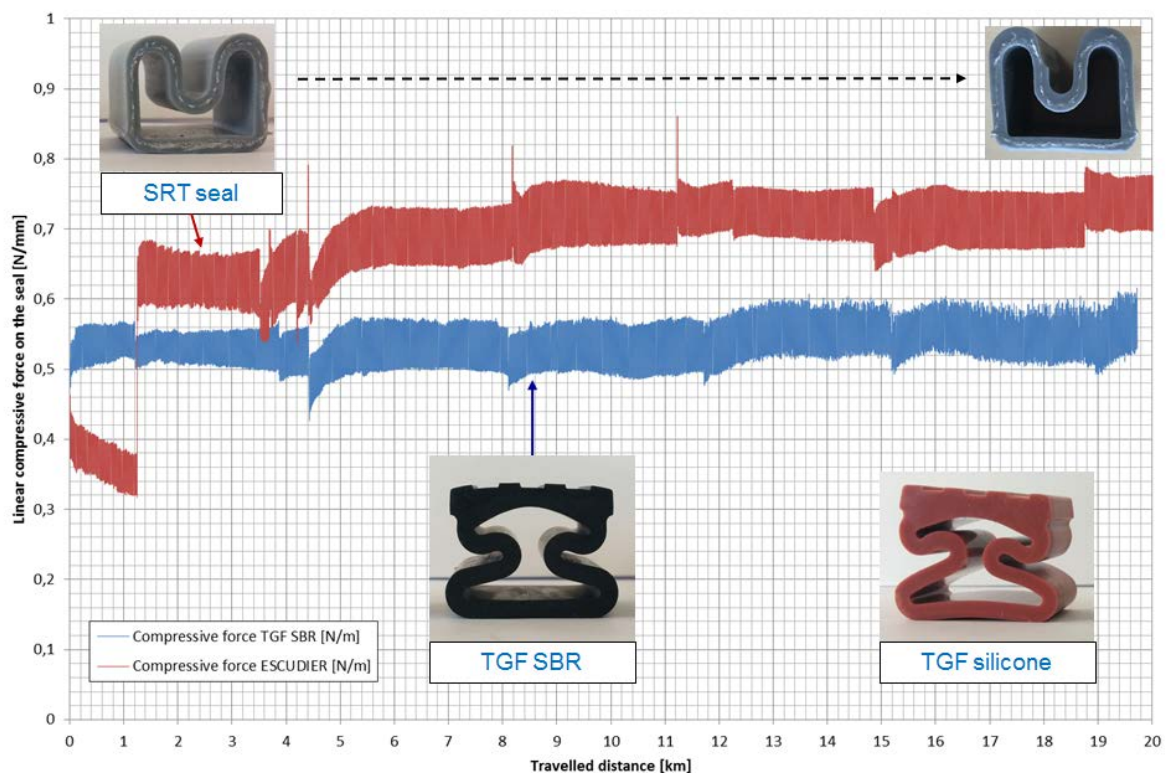 1
0,9
0,8
0,7
0,6
0,5
0,4
0,3
0,2
0,1
0
Linear compressive force on the seal [N/mm]
SRT seal
TGF SBR
TGF silicone
Compressive force TGF SBR [N/m]
Compressive force ESCUDIER [N/m]
0 1 2 3 4 5 6 7 8 9 10 11 12 13 14 15 16 17 18 19 20
Travelled distance [km]